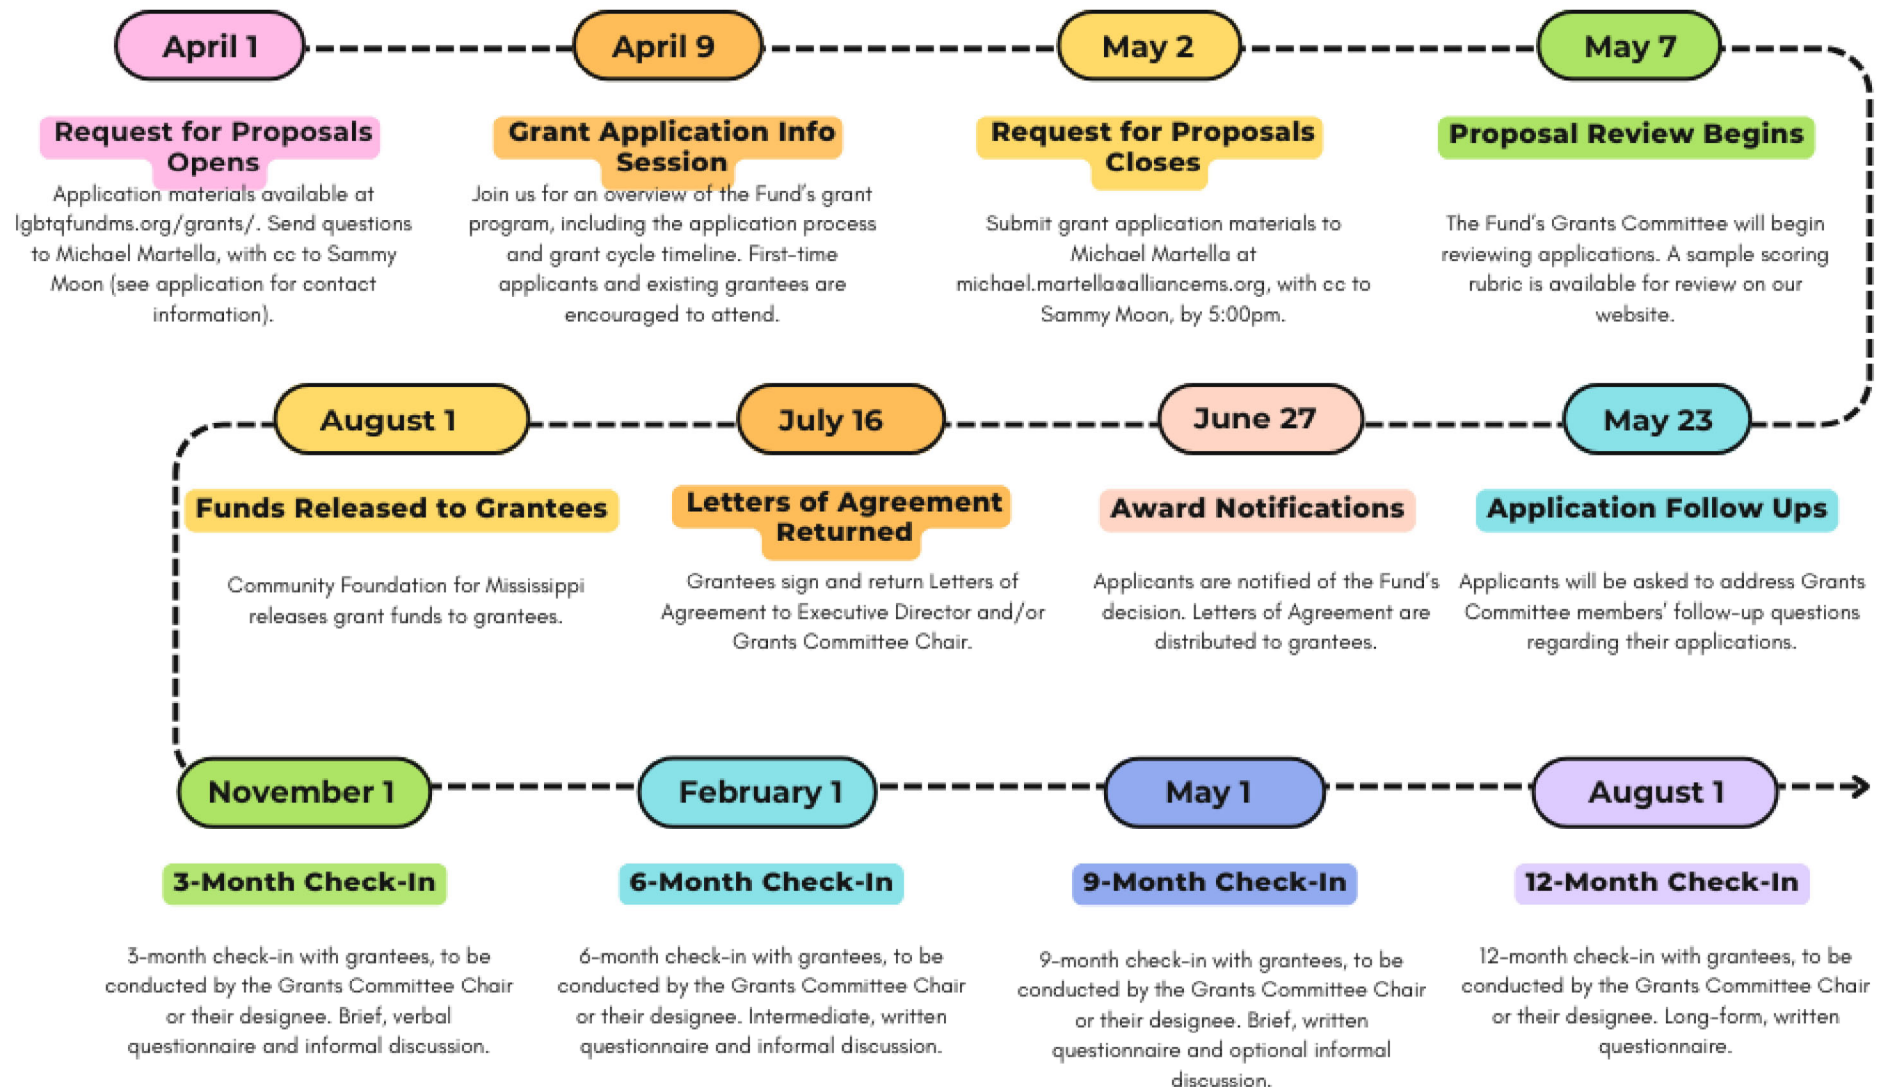 April 1
Request for Proposals
Opens
Application materials available at
lgbtqfundms.org/grants/. Send questions
to Michael Martella, with cc to Sammy
Moon (see application for contact
information).
April 9
Grant Application Info
Session
Join us for an overview of the Fund's grant
program, including the application process
and grant cycle timeline. First-time
applicants and existing grantees are
encouraged to attend.
May 2
Request for Proposals
Closes
Submit grant application materials to
Michael Martella at
michael.martella@alliancems.org, with cc to
Sammy Moon, by 5:00pm.
May 7
Proposal Review Begins
The Fund's Grants Committee will begin
reviewing applications. A sample scoring
rubric is available for review on our
website.
May 23
Application Follow Ups
Applicants will be asked to address Grants
Committee members' follow-up questions
regarding their applications.
June 27
Award Notifications
Applicants are notified of the Fund's
decision. Letters of Agreement are
distributed to grantees.
July 16
Letters of Agreement
Returned
Grantees sign and return Letters of
Agreement to Executive Director and/or
Grants Committee Chair.
August 1
Funds Released to Grantees
Community Foundation for Mississippi
releases grant funds to grantees.
November 1
3-Month Check-In
3-month check-in with grantees, to be
conducted by the Grants Committee Chair
or their designee. Brief, verbal
questionnaire and informal discussion.
February 1
6-Month Check-In
6-month check-in with grantees, to be
conducted by the Grants Committee Chair
or their designee. Intermediate, written
questionnaire and informal discussion.
May 1
9-Month Check-In
9-month check-in with grantees, to be
conducted by the Grants Committee Chair
or their designee. Brief, written
questionnaire and optional informal
discussion.
August 1
12-Month Check-In
12-month check-in with grantees, to be
conducted by the Grants Committee Chair
or their designee. Long-form, written
questionnaire.